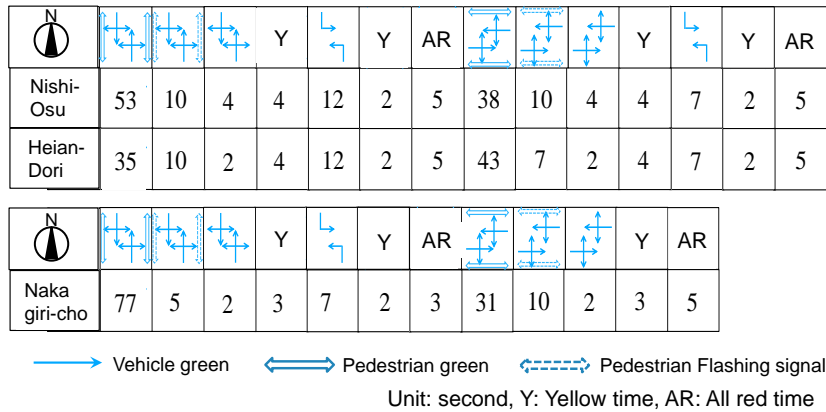 N Y Y AR Y Y AR
Nishi-
Osu 53 10 4 4 12 2 5 38 10 4 4 7 2 5
Heian-
Dori 35 10 2 4 12 2 5 43 7 2 4 7 2 5
N Y Y AR Y AR
Naka
giri-cho 77 5 2 3 7 2 3 31 10 2 3 5
Vehicle green Pedestrian green Pedestrian Flashing signal
Unit: second, Y: Yellow time, AR: All red time